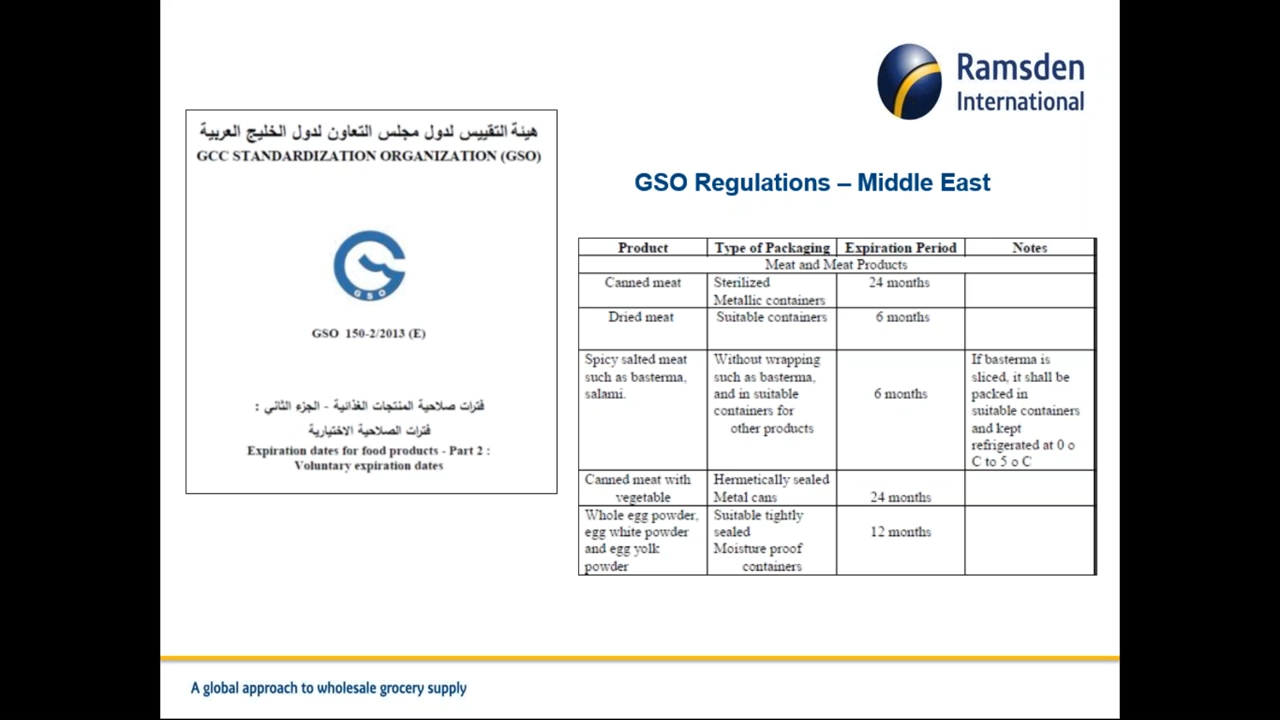 Ramsden
International
هيئة التقييس لدول مجلس التعاون لدول الخليج العربية
GCC STANDARDIZATION ORGANIZATION (GSO)
GSO
GSO 150-2/2013 (E)
فترات صلاحية المنتجات الغذائية - الجزء الثاني :
فترات الصلاحية الاختيارية
Expiration dates for food products - Part 2 :
Voluntary expiration dates
GSO Regulations – Middle East
Product Type of Packaging Expiration Period Notes
Meat and Meat Products
Canned meat
Sterilized
Metallic containers
24 months
Dried meat
Suitable containers
6 months
Spicy salted meat
such as basterma,
salami.
Without wrapping
such as basterma,
and in suitable
containers for
other products
6 months
If basterma is
sliced, it shall be
packed in
suitable containers
and kept
refrigerated at 0 o
C to 5 o C
Canned meat with
vegetable
Hermetically sealed
Metal cans
24 months
Whole egg powder,
egg white powder
and egg yolk
powder
Suitable tightly
sealed
Moisture proof
containers
12 months
A global approach to wholesale grocery supply